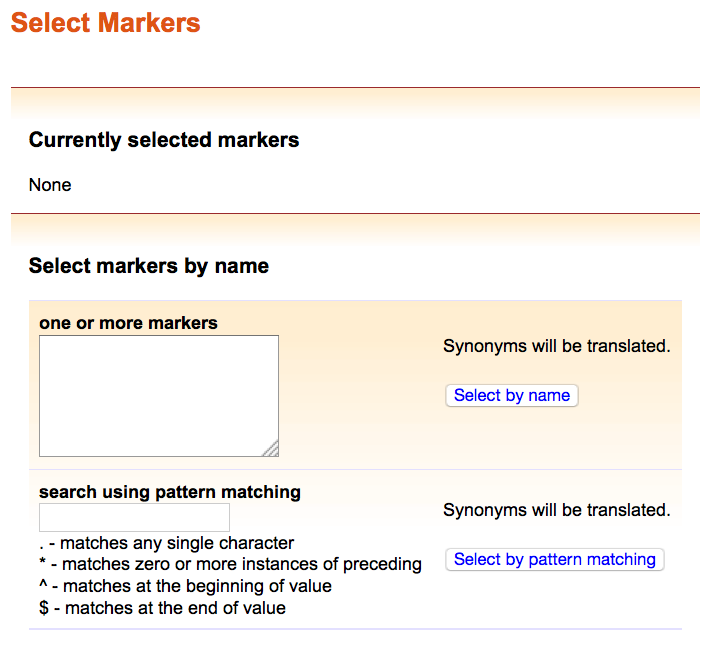 Select Markers
Currently selected markers
None
Select markers by name
one or more markers
Synonyms will be translated.
Select by name
search using pattern matching
Synonyms will be translated.
. - matches any single character
* - matches zero or more instances of preceding
Select by pattern matching
^ - matches at the beginning of value
$ - matches at the end of value